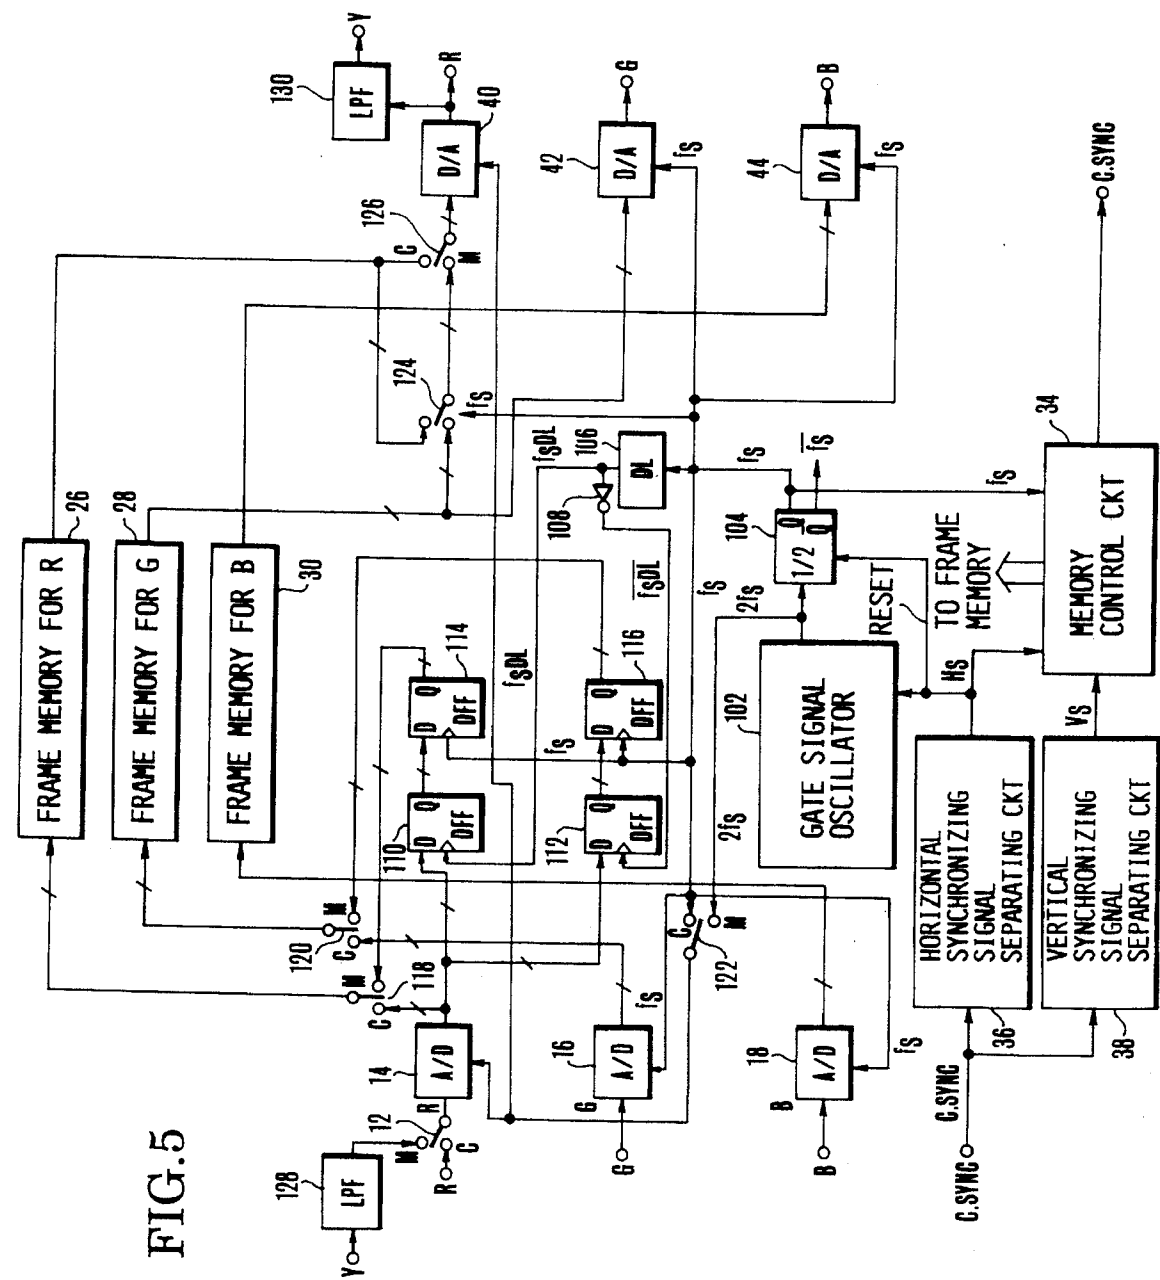 FIG.5
FRAME MEMORY FOR R
26
FRAME MEMORY FOR G
28
FRAME MEMORY FOR B
30
Y
LPF
128
M
12
R
C
R
A/D
14
C
M
118
C
M
120
D Q
DFF
110
D Q
DFF
114
fSDL
D Q
DFF
112
D Q
DFF
116
fS
f̅S̅D̅L̅
108
DL
106
fSDL
124
fS
C
M
126
D/A
40
R
LPF
130
Y
G
G
A/D
16
fS
D/A
42
fS
G
B
B
A/D
18
fS
D/A
44
fS
B
C
M
122
2fS
GATE SIGNAL
OSCILLATOR
102
2fS
fS
1/2
Q
Q̅
104
fS
f̅S̅
RESET
TO FRAME
MEMORY
fS
HS
VS
MEMORY
CONTROL CKT
34
C.SYNC
C.SYNC
C.SYNC
HORIZONTAL
SYNCHRONIZING
SIGNAL
SEPARATING CKT
36
VERTICAL
SYNCHRONIZING
SIGNAL
SEPARATING CKT
38